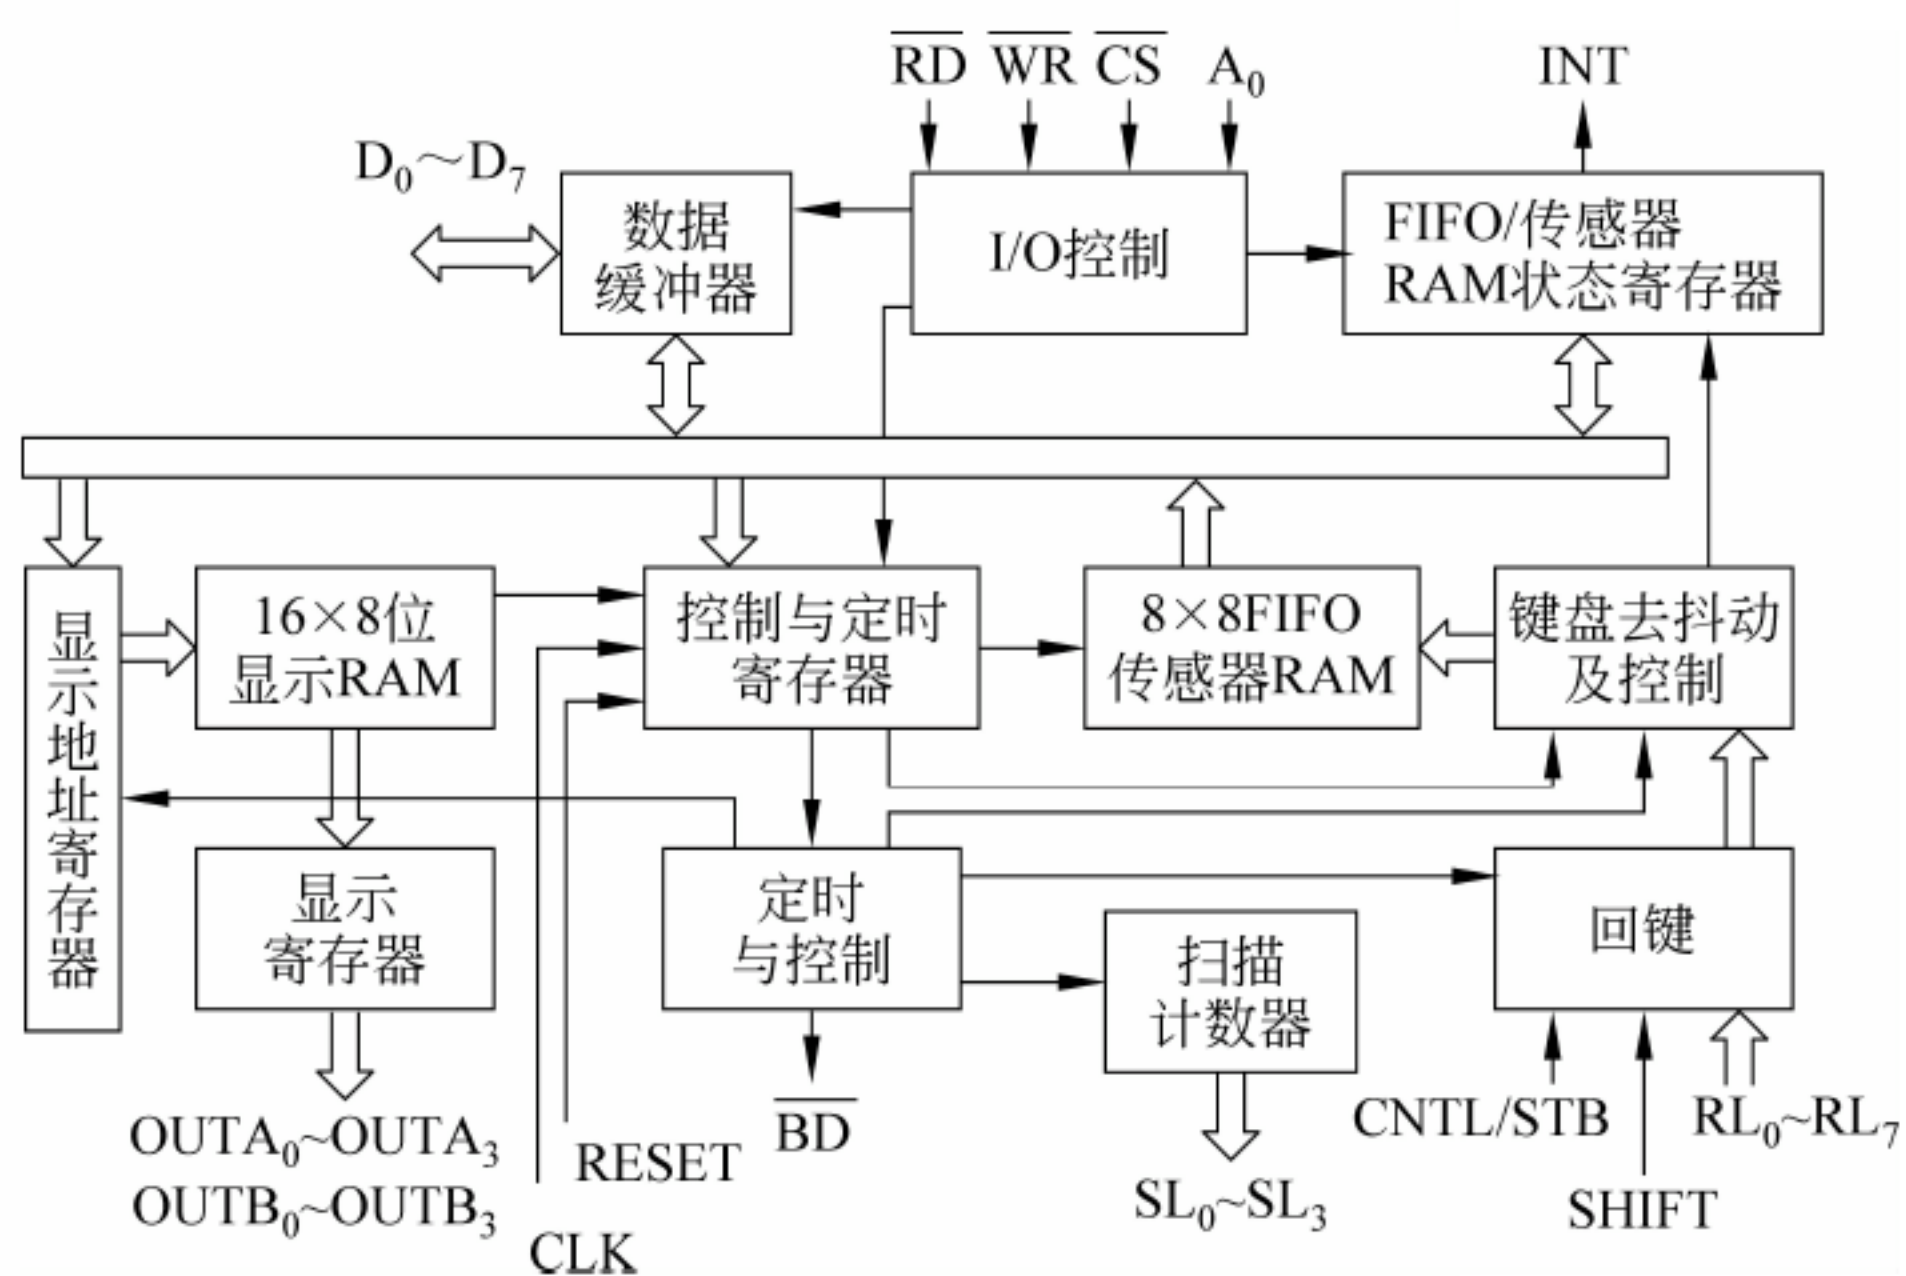 R̅D̅ W̅R̅ C̅S̅ A₀
INT
D₀～D₇
数据
缓冲器
I/O控制
FIFO/传感器
RAM状态寄存器
显示地址寄存器
16×8位
显示RAM
控制与定时
寄存器
8×8FIFO
传感器RAM
键盘去抖动
及控制
显示
寄存器
定时
与控制
扫描
计数器
回键
OUTA₀~OUTA₃
OUTB₀~OUTB₃
RESET
CLK
B̅D̅
SL₀~SL₃
CNTL/STB
SHIFT
RL₀~RL₇